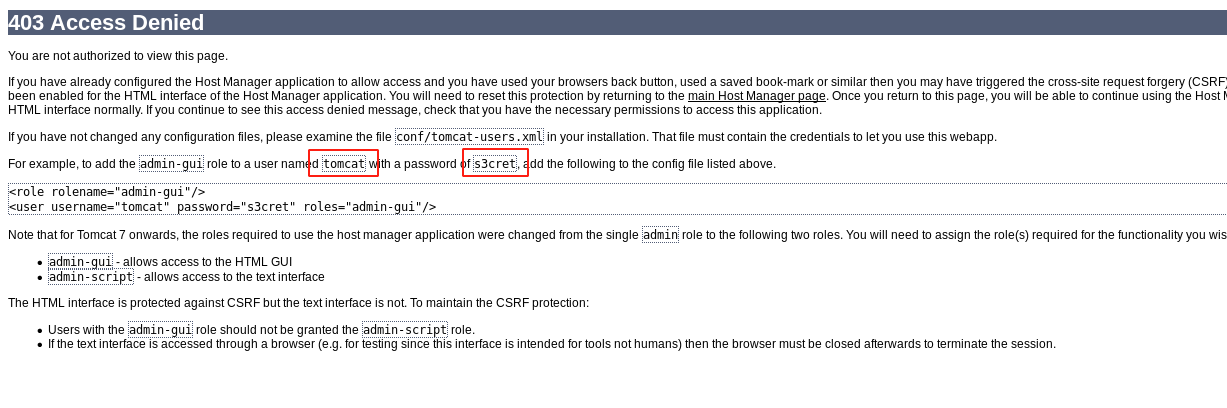 403 Access Denied
You are not authorized to view this page.
If you have already configured the Host Manager application to allow access and you have used your browsers back button, used a saved book-mark or similar then you may have triggered the cross-site request forgery (CSRF)
been enabled for the HTML interface of the Host Manager application. You will need to reset this protection by returning to the main Host Manager page. Once you return to this page, you will be able to continue using the Host
HTML interface normally. If you continue to see this access denied message, check that you have the necessary permissions to access this application.
If you have not changed any configuration files, please examine the file conf/tomcat-users.xml in your installation. That file must contain the credentials to let you use this webapp.
For example, to add the admin-gui role to a user named tomcat with a password of s3cret, add the following to the config file listed above.
<role rolename="admin-gui"/>
<user username="tomcat" password="s3cret" roles="admin-gui"/>
Note that for Tomcat 7 onwards, the roles required to use the host manager application were changed from the single admin role to the following two roles. You will need to assign the role(s) required for the functionality you
• admin-gui - allows access to the HTML GUI
• admin-script - allows access to the text interface
The HTML interface is protected against CSRF but the text interface is not. To maintain the CSRF protection:
• Users with the admin-gui role should not be granted the admin-script role.
• If the text interface is accessed through a browser (e.g. for testing since this interface is intended for tools not humans) then the browser must be closed afterwards to terminate the session.